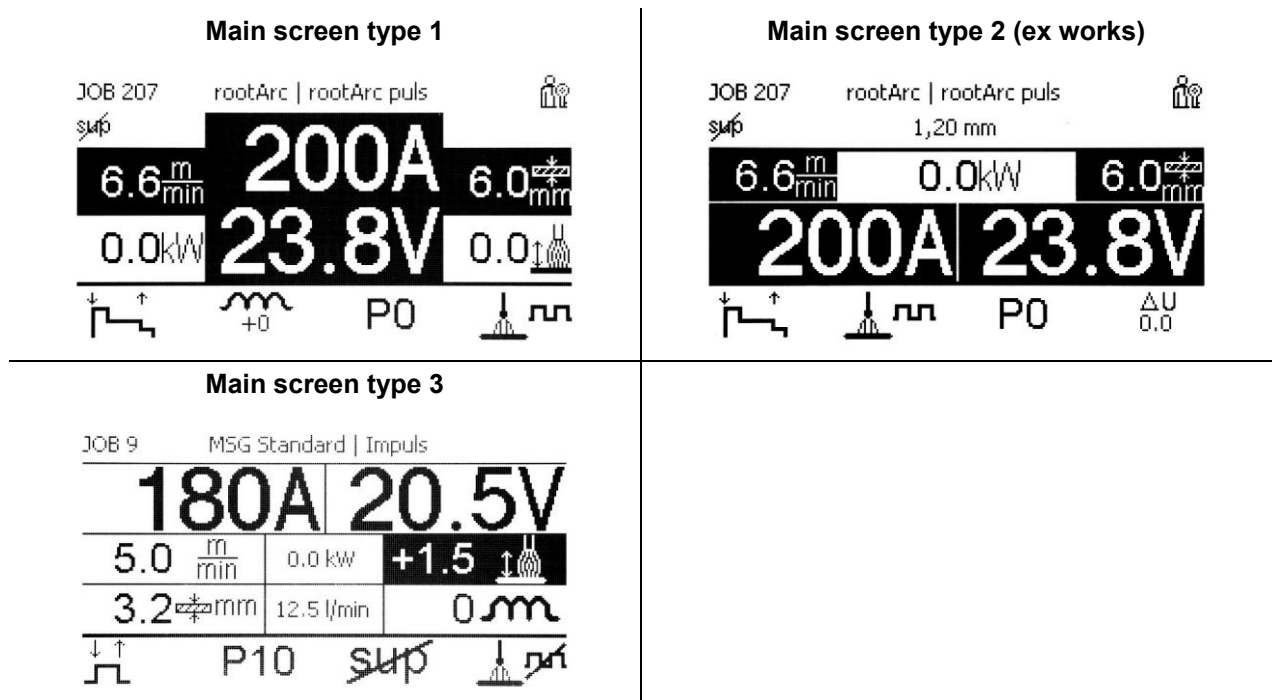 Main screen type 1
JOB 207 rootArc | rootArc puls
sup
200A
6.6 m/min 6.0 mm
23.8V
0.0kW 0.0
+0 P0
Main screen type 2 (ex works)
JOB 207 rootArc | rootArc puls
sup 1,20 mm
6.6 m/min 0.0kW 6.0 mm
200A 23.8V
P0 ΔU 0.0
Main screen type 3
JOB 9 MSG Standard | Impuls
180A 20.5V
5.0 m/min 0.0 kW +1.5
3.2 mm 12.5 l/min 0
P10 sup